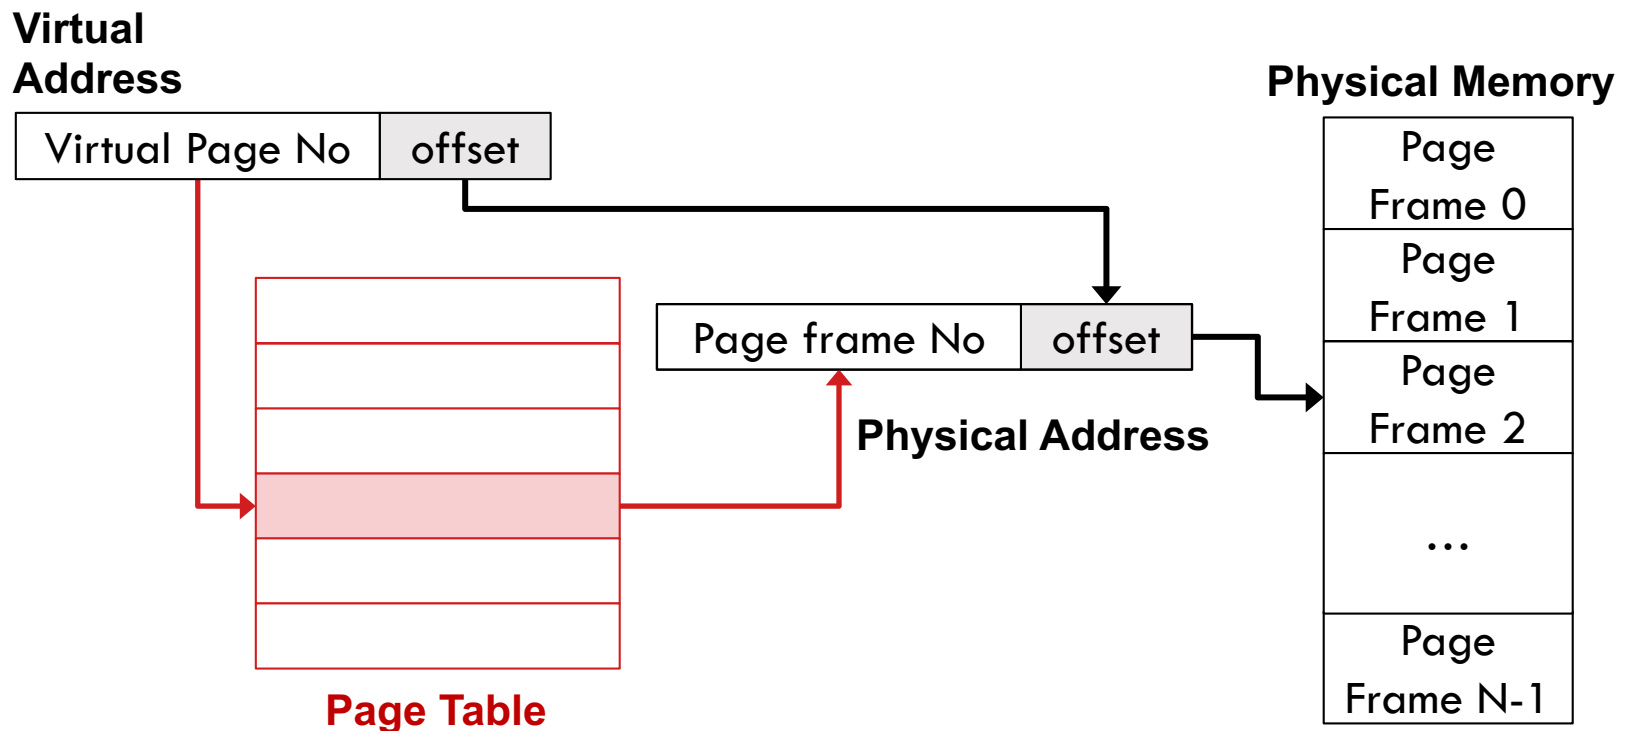 Virtual
Address
Physical Memory
Virtual Page No
offset
Page
Frame 0
Page
Frame 1
Page frame No
offset
Page
Frame 2
Physical Address
...
Page
Frame N-1
Page Table